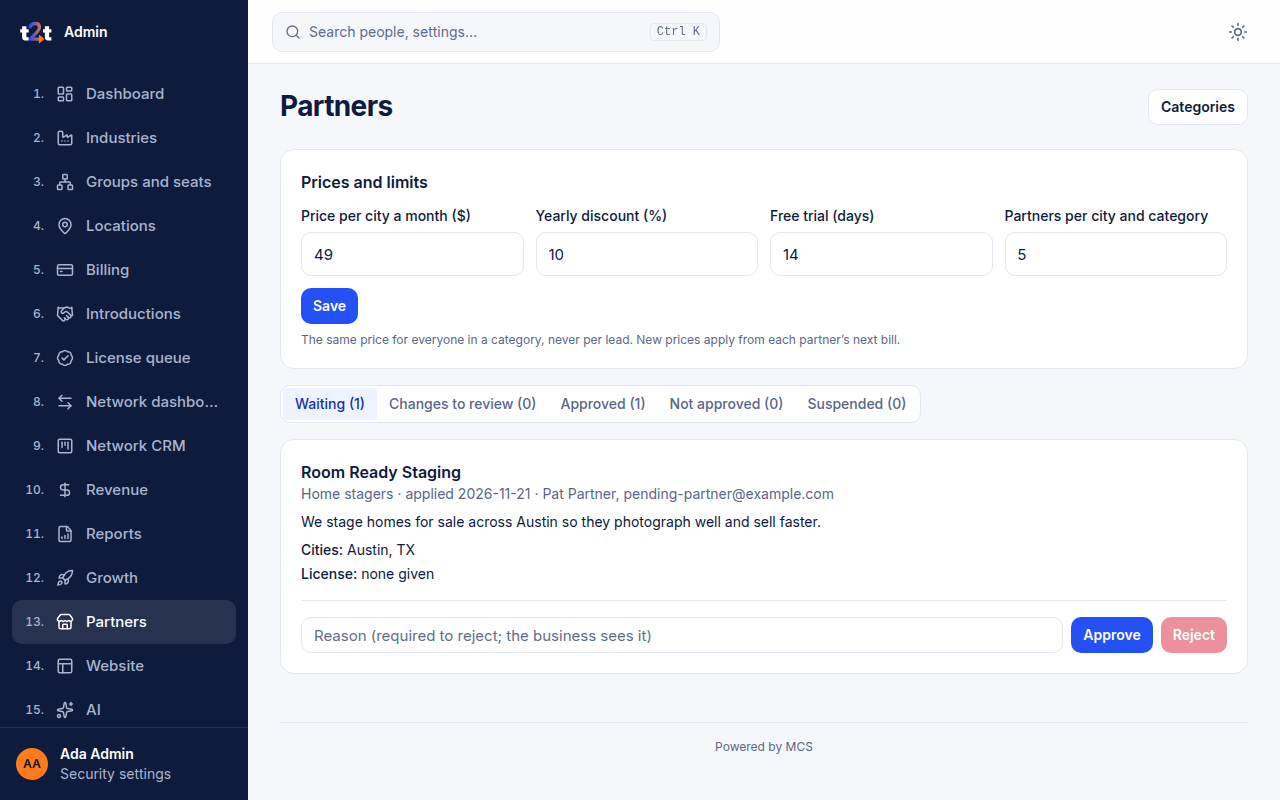 t2t Admin
Search people, settings...
Ctrl K
1. Dashboard
2. Industries
3. Groups and seats
4. Locations
5. Billing
6. Introductions
7. License queue
8. Network dashbo...
9. Network CRM
10. Revenue
11. Reports
12. Growth
13. Partners
14. Website
15. AI
AA
Ada Admin
Security settings
Partners
Categories
Prices and limits
Price per city a month ($)
Yearly discount (%)
Free trial (days)
Partners per city and category
49
10
14
5
Save
The same price for everyone in a category, never per lead. New prices apply from each partner’s next bill.
Waiting (1)
Changes to review (0)
Approved (1)
Not approved (0)
Suspended (0)
Room Ready Staging
Home stagers · applied 2026-11-21 · Pat Partner, pending-partner@example.com
We stage homes for sale across Austin so they photograph well and sell faster.
Cities: Austin, TX
License: none given
Reason (required to reject; the business sees it)
Approve
Reject
Powered by MCS